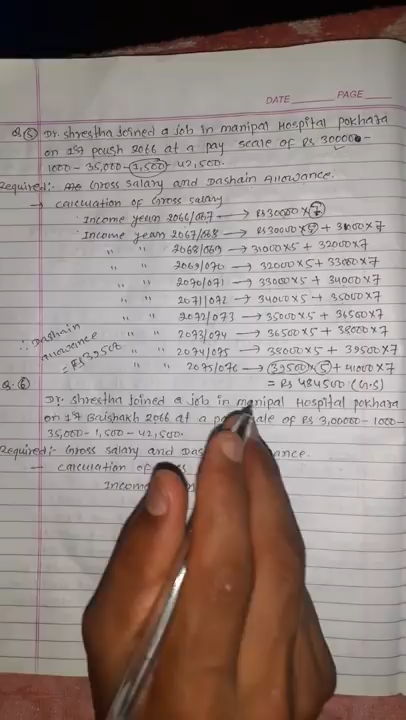 DATE PAGE
Q.⑤ Dr. Shrestha Joined a job in manipal Hospital pokhara
on 1st poush 2066 at a pay scale of Rs 30000-
1000 - 35,000 - 1,500 - 42,500.
Required:- Gross salary and Dashain Allowance.
→ calculation of Gross salary
Income year 2066/067 → Rs 30000 × 7
Income year 2067/068 → Rs 30000 × 5 + 31000 × 7
" " 2068/069 → 31000×5 + 32000×7
" " 2069/070 → 32000×5 + 33000×7
" " 2070/071 → 33000×5 + 34000×7
" " 2071/072 → 34000×5 + 35000×7
" " 2072/073 → 35000×5 + 36500×7
" " 2073/074 → 36500×5 + 38000×7
" " 2074/075 → 38000×5 + 39500×7
" " 2075/076 → (39500×5) + 41000×7
= Rs 484500 (G.S)
∴ Dashain
allowance
= Rs 39500
Q.⑥
Dr. Shrestha Joined a Job in manipal Hospital pokhara
on 1st Baishakh 2066 at a pay scale of Rs 3,00000 - 1000 -
35,000 - 1,500 - 42,500.
Required:- Gross salary and Das nce.
→ calculation of
Income